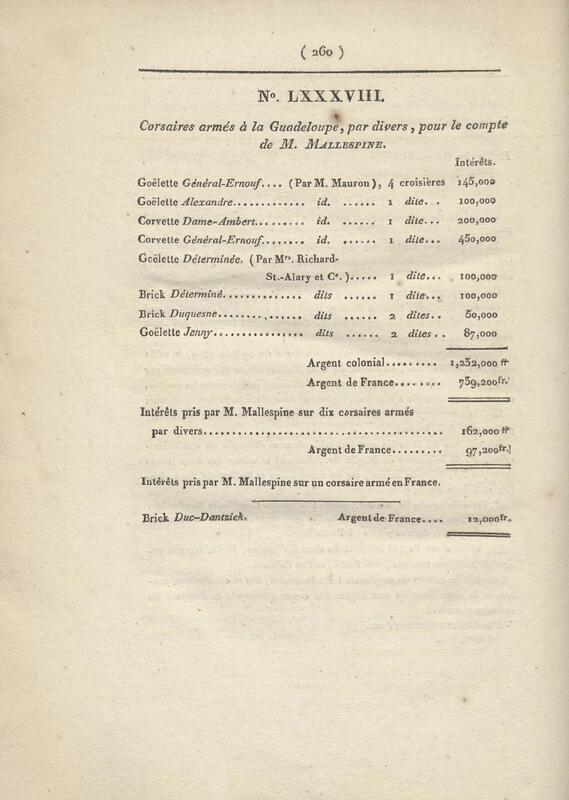 ( 260 )
Nº. LXXXVIII.
Corsaires armés à la Guadeloupe, par divers, pour le compte
de M. MALLESPINE.
Intérêts.
Goëlette Général-Ernouf.... (Par M. Mauron), 4 croisières 145,000
Goëlette Alexandre............. id. ...... 1 dite... 100,000
Corvette Dame-Ambert......... id. ...... 1 dite... 200,000
Corvette Général-Ernouf....... id. ...... 1 dite... 450,000
Goëlette Déterminée. (Par Mrs. Richard-
St.-Alary et Ce.)..... 1 dite... 100,000
Brick Déterminé............. dits ...... 1 dite... 100,000
Brick Duquesne............. dits ...... 2 dites.. 50,000
Goëlette Jenny............... dits ...... 2 dites.. 87,000
Argent colonial......... 1,232,000 ₶
Argent de France........ 739,200fr.
Intérêts pris par M. Mallespine sur dix corsaires armés
par divers.................................... 162,000 ₶
Argent de France......... 97,200fr.
Intérêts pris par M. Mallespine sur un corsaire armé en France.
Brick Duc-Dantzick. Argent de France.... 12,000fr.